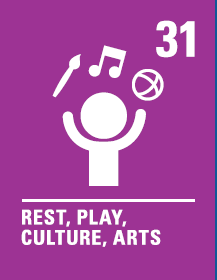 31
REST, PLAY,
CULTURE, ARTS